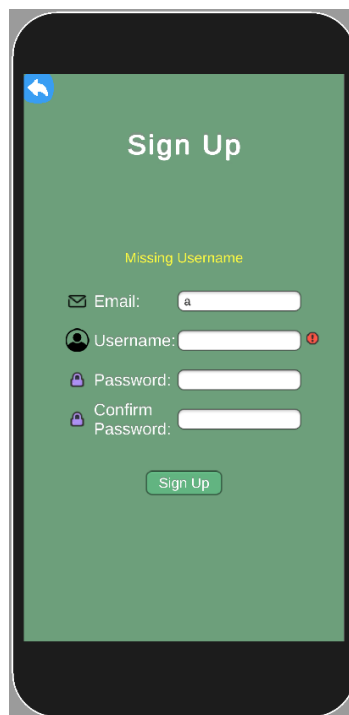 Sign Up
Missing Username
Email:
a
Username:
Password:
Confirm
Password:
Sign Up